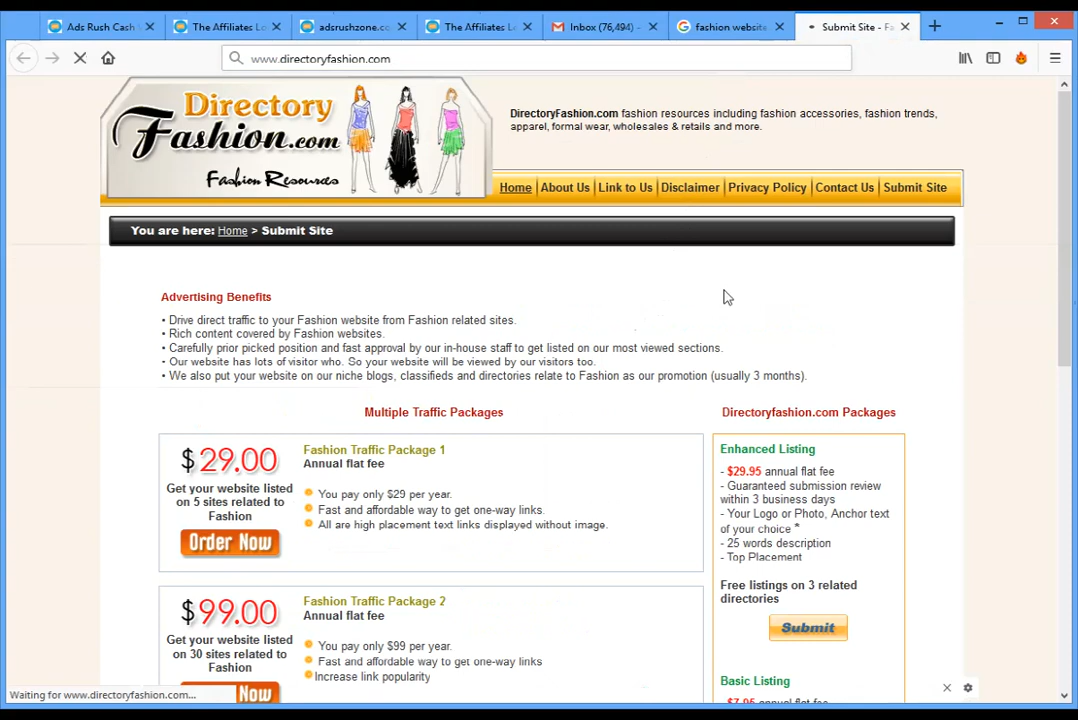 Ads Rush Cash
The Affiliates Le
adsrushzone.co
The Affiliates Le
Inbox (76,494) -
fashion website
Submit Site - Fa
www.directoryfashion.com
Directory
Fashion.com
Fashion Resources
DirectoryFashion.com fashion resources including fashion accessories, fashion trends,
apparel, formal wear, wholesales & retails and more.
Home | About Us | Link to Us | Disclaimer | Privacy Policy | Contact Us | Submit Site
You are here: Home > Submit Site
Advertising Benefits
• Drive direct traffic to your Fashion website from Fashion related sites.
• Rich content covered by Fashion websites.
• Carefully prior picked position and fast approval by our in-house staff to get listed on our most viewed sections.
• Our website has lots of visitor who. So your website will be viewed by our visitors too.
• We also put your website on our niche blogs, classifieds and directories relate to Fashion as our promotion (usually 3 months).
Multiple Traffic Packages
$29.00
Get your website listed
on 5 sites related to
Fashion
Order Now
Fashion Traffic Package 1
Annual flat fee
You pay only $29 per year.
Fast and affordable way to get one-way links.
All are high placement text links displayed without image.
$99.00
Get your website listed
on 30 sites related to
Fashion
Now
Fashion Traffic Package 2
Annual flat fee
You pay only $99 per year.
Fast and affordable way to get one-way links
Increase link popularity
Directoryfashion.com Packages
Enhanced Listing
- $29.95 annual flat fee
- Guaranteed submission review
within 3 business days
- Your Logo or Photo, Anchor text
of your choice *
- 25 words description
- Top Placement
Free listings on 3 related
directories
Submit
Basic Listing
- $7.95 annual flat fee
Waiting for www.directoryfashion.com...